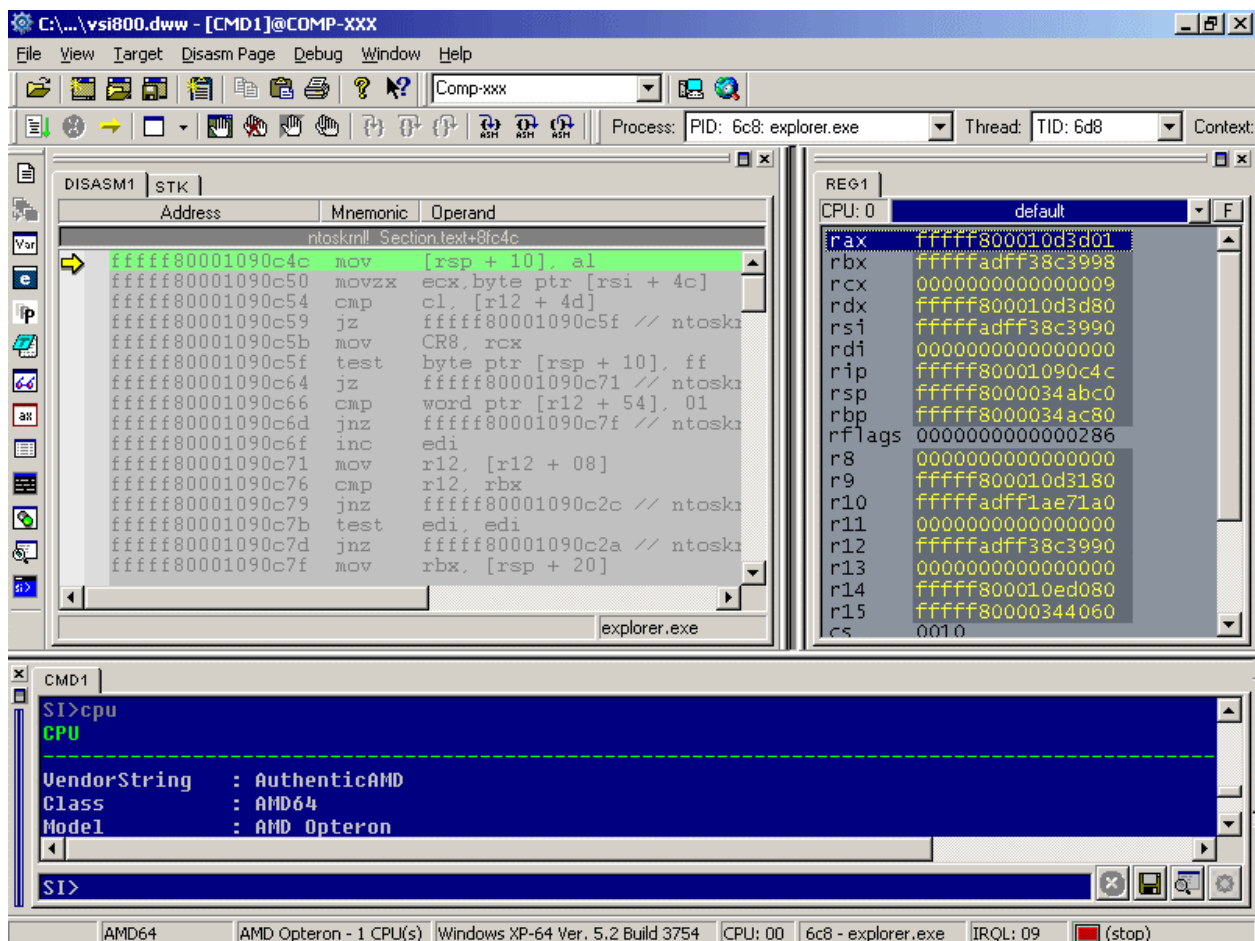 C:\...\vsi800.dww - [CMD1]@COMP-XXX
File View Target Disasm Page Debug Window Help
Comp-xxx
ASM ASM ASM Process: PID: 6c8: explorer.exe Thread: TID: 6d8 Context:
DISASM1 STK
Address Mnemonic Operand
ntoskrnl!_Section.text+8fc4c
fffff80001090c4c mov [rsp + 10], al
fffff80001090c50 movzx ecx,byte ptr [rsi + 4c]
fffff80001090c54 cmp cl, [r12 + 4d]
fffff80001090c59 jz fffff80001090c5f // ntoskr
fffff80001090c5b mov CR8, rcx
fffff80001090c5f test byte ptr [rsp + 10], ff
fffff80001090c64 jz fffff80001090c71 // ntoskr
fffff80001090c66 cmp word ptr [r12 + 54], 01
fffff80001090c6d jnz fffff80001090c7f // ntoskr
fffff80001090c6f inc edi
fffff80001090c71 mov r12, [r12 + 08]
fffff80001090c76 cmp r12, rbx
fffff80001090c79 jnz fffff80001090c2c // ntoskr
fffff80001090c7b test edi, edi
fffff80001090c7d jnz fffff80001090c2a // ntoskr
fffff80001090c7f mov rbx, [rsp + 20]
explorer.exe
REG1
CPU: 0 default F
rax fffff800010d3d01
rbx fffffadff38c3998
rcx 0000000000000009
rdx fffff800010d3d80
rsi fffffadff38c3990
rdi 0000000000000000
rip fffff80001090c4c
rsp fffff8000034abc0
rbp fffff8000034ac80
rflags 0000000000000286
r8 0000000000000000
r9 fffff800010d3180
r10 fffffadff1ae71a0
r11 0000000000000000
r12 fffffadff38c3990
r13 0000000000000000
r14 fffff800010ed080
r15 fffff80000344060
cs 0010
Var
e
P
ax
si>
CMD1
SI>cpu
CPU
VendorString : AuthenticAMD
Class : AMD64
Model : AMD Opteron
SI>
AMD64 AMD Opteron - 1 CPU(s) Windows XP-64 Ver. 5.2 Build 3754 CPU: 00 6c8 - explorer.exe IRQL: 09 (stop)